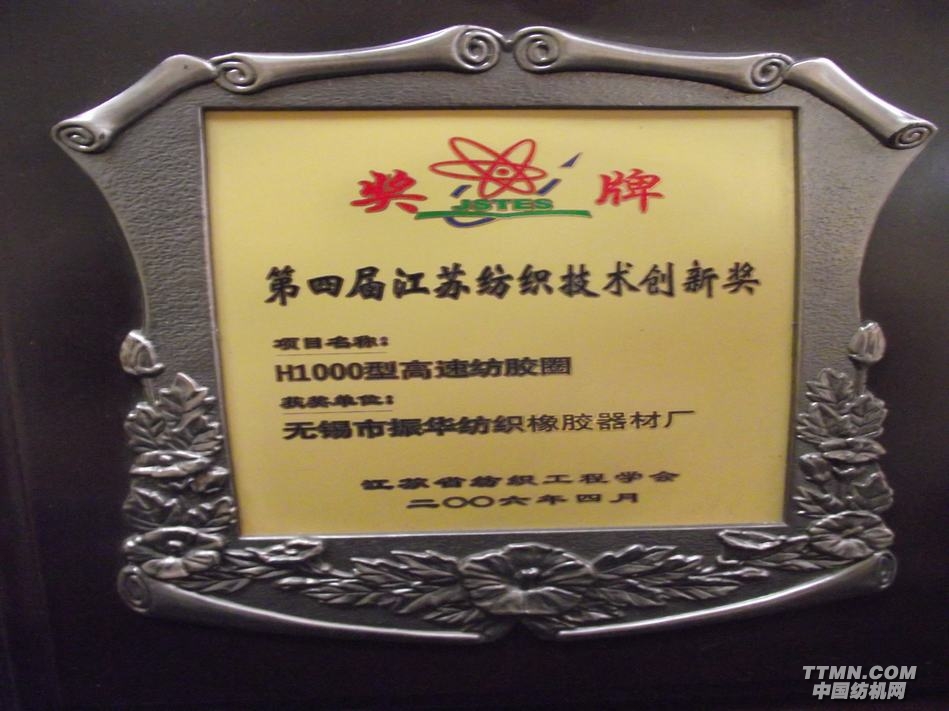 奖 JSTES 牌
第四届江苏纺织技术创新奖
项目名称:
H1000型高速纺胶圈
获奖单位:
无锡市振华纺织橡胶器材厂
江苏省纺织工程学会
二〇〇六年四月
TTMN.COM
中国纺机网